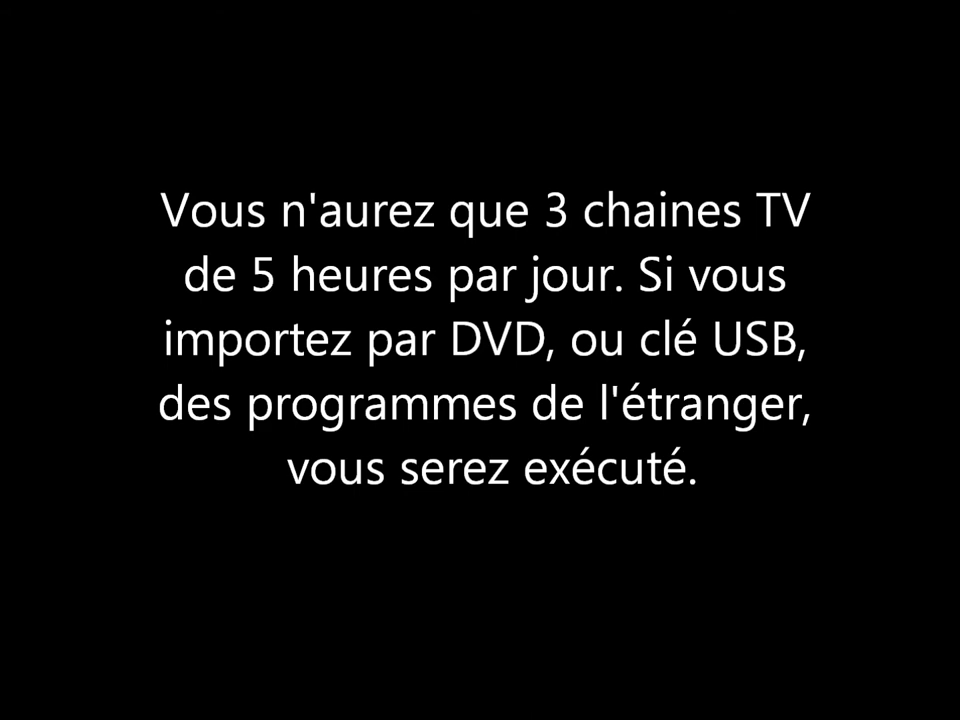 Vous n'aurez que 3 chaines TV
de 5 heures par jour. Si vous
importez par DVD, ou clé USB,
des programmes de l'étranger,
vous serez exécuté.